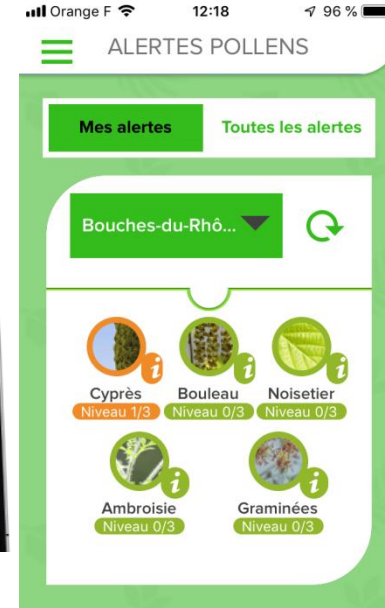 Orange F 12:18 96 %
ALERTES POLLENS
Mes alertes Toutes les alertes
Bouches-du-Rhô...
i i i
Cyprès Bouleau Noisetier
Niveau 1/3 Niveau 0/3 Niveau 0/3
i i
Ambroisie Graminées
Niveau 0/3 Niveau 0/3